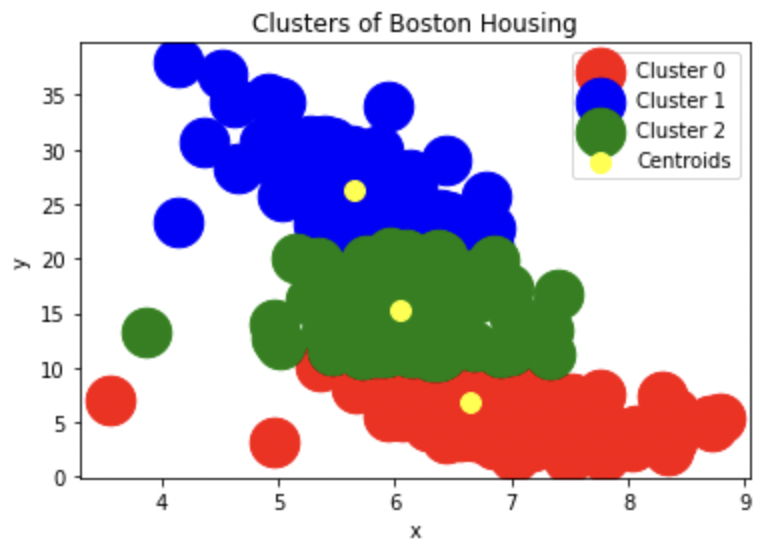 Clusters of Boston Housing
Cluster 0
Cluster 1
Cluster 2
Centroids
35
30
25
20
15
10
5
0
y
4 5 6 7 8 9
x